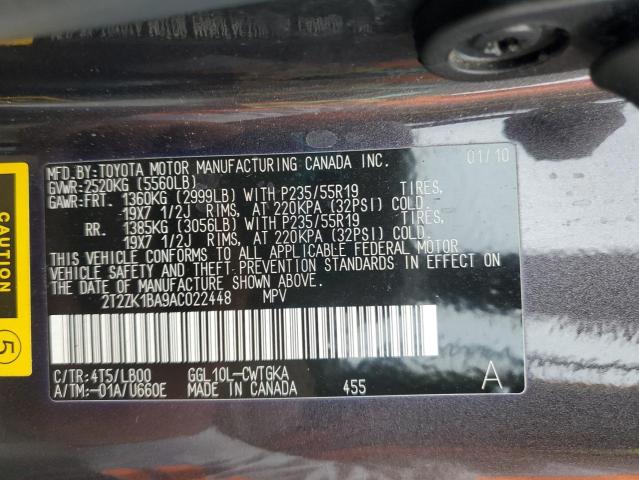 MFD.BY:TOYOTA MOTOR MANUFACTURING CANADA INC. 01/10
GVWR:2520KG (5560LB)
GAWR:FRT. 1360KG (2999LB) WITH P235/55R19 TIRES,
19X7 1/2J RIMS, AT 220KPA (32PSI) COLD.
RR. 1385KG (3056LB) WITH P235/55R19 TIRES,
19X7 1/2J RIMS, AT 220KPA (32PSI) COLD.
THIS VEHICLE CONFORMS TO ALL APPLICABLE FEDERAL MOTOR
VEHICLE SAFETY AND THEFT PREVENTION STANDARDS IN EFFECT ON
THE DATE OF MANUFACTURE SHOWN ABOVE.
2T2ZK1BA9AC022448 MPV
C/TR:4T5/LB00 GGL10L-CWTGKA
A/TM:-01A/U660E MADE IN CANADA 455
A
CAUTION
5